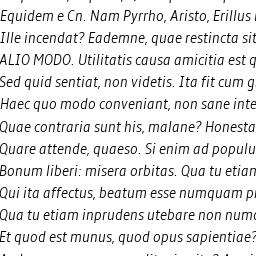 Equidem e Cn. Nam Pyrrho, Aristo, Erillus
Ille incendat? Eademne, quae restincta sit
ALIO MODO. Utilitatis causa amicitia est q
Sed quid sentiat, non videtis. Ita fit cum g
Haec quo modo conveniant, non sane inte
Quae contraria sunt his, malane? Honesta
Quare attende, quaeso. Si enim ad populu
Bonum liberi: misera orbitas. Qua tu etian
Qui ita affectus, beatum esse numquam p
Qua tu etiam inprudens utebare non num
Et quod est munus, quod opus sapientiae?